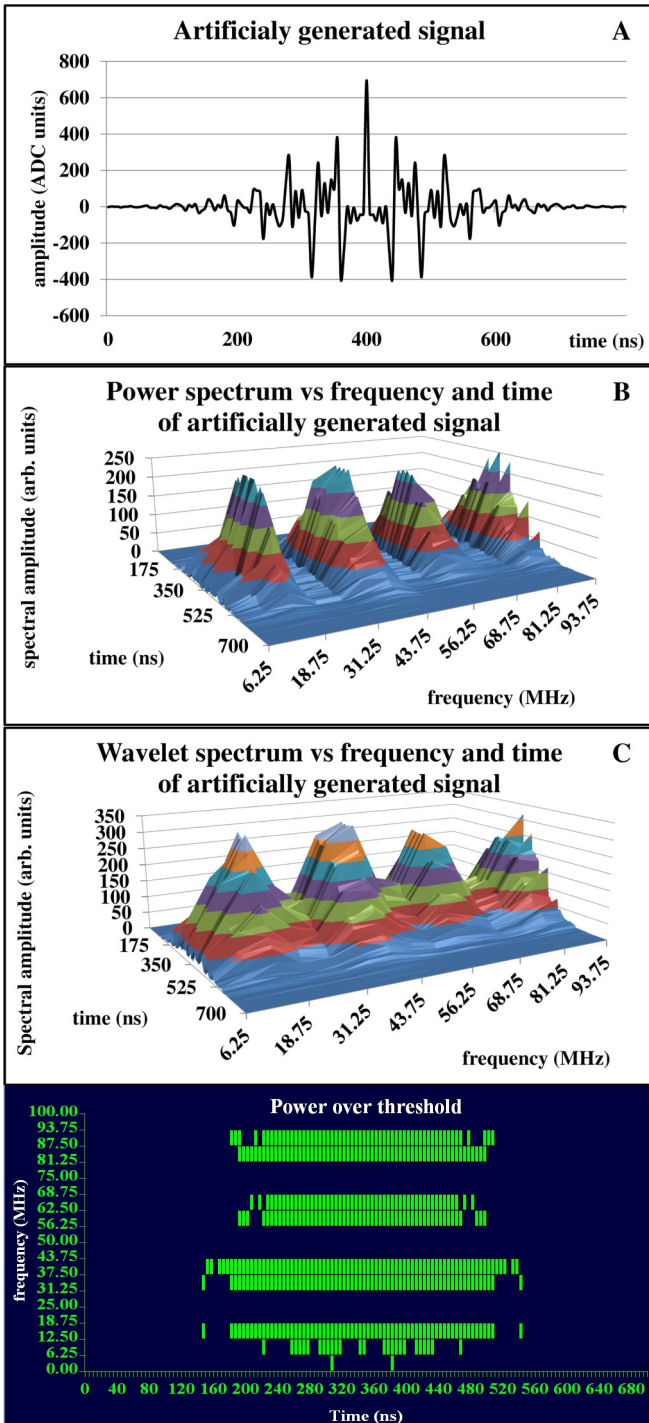 Artificialy generated signal A
amplitude (ADC units)
800
600
400
200
0
-200
-400
-600
0 200 400 600 time (ns)
Power spectrum vs frequency and time B
of artificially generated signal
spectral amplitude (arb. units)
250
200
150
100
50
0
175
350
525
700
time (ns)
6.25 18.75 31.25 43.75 56.25 68.75 81.25 93.75
frequency (MHz)
Wavelet spectrum vs frequency and time C
of artificially generated signal
Spectral amplitude (arb. units)
350
300
250
200
150
100
50
0
175
350
525
700
time (ns)
6.25 18.75 31.25 43.75 56.25 68.75 81.25 93.75
frequency (MHz)
Power over threshold
frequency (MHz)
100.00
93.75
87.50
81.25
75.00
68.75
62.50
56.25
50.00
43.75
37.50
31.25
25.00
18.75
12.50
6.25
0.00
0 40 80 120 160 200 240 280 320 360 400 440 480 520 560 600 640 680
Time (ns)